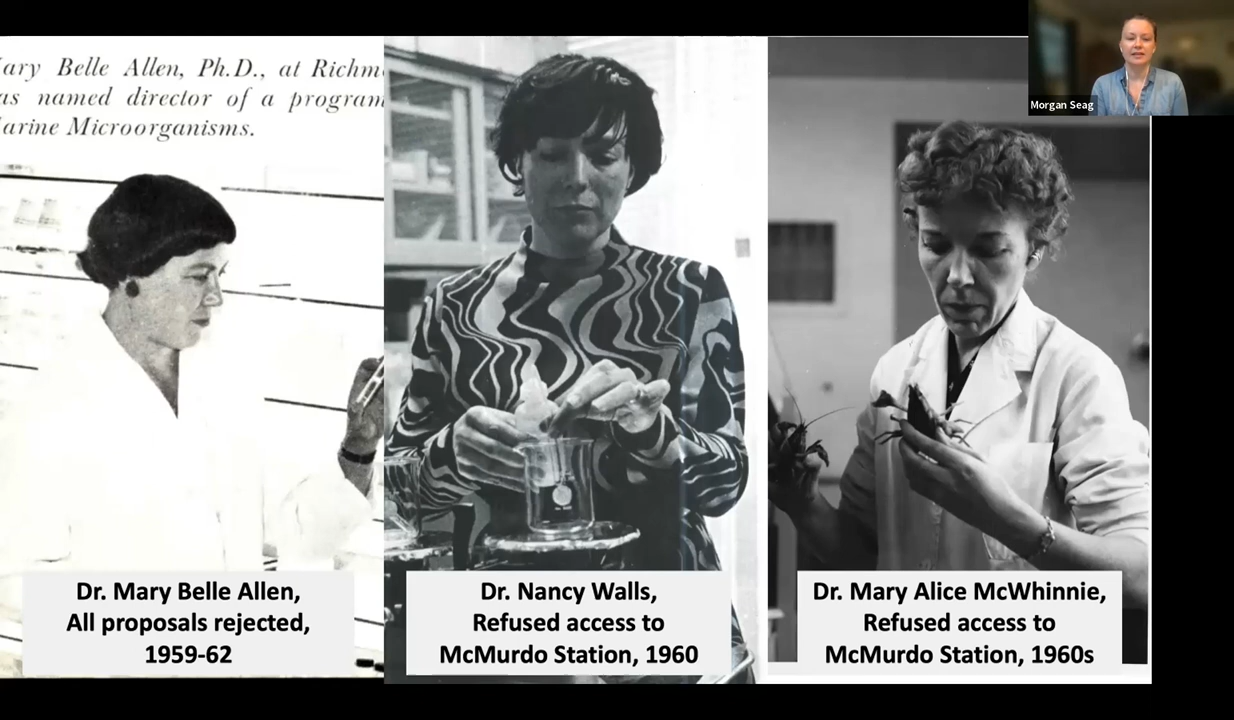 ary Belle Allen, Ph.D., at Richm
as named director of a program
arine Microorganisms.
Morgan Seag
Dr. Mary Belle Allen,
All proposals rejected,
1959-62
Dr. Nancy Walls,
Refused access to
McMurdo Station, 1960
Dr. Mary Alice McWhinnie,
Refused access to
McMurdo Station, 1960s